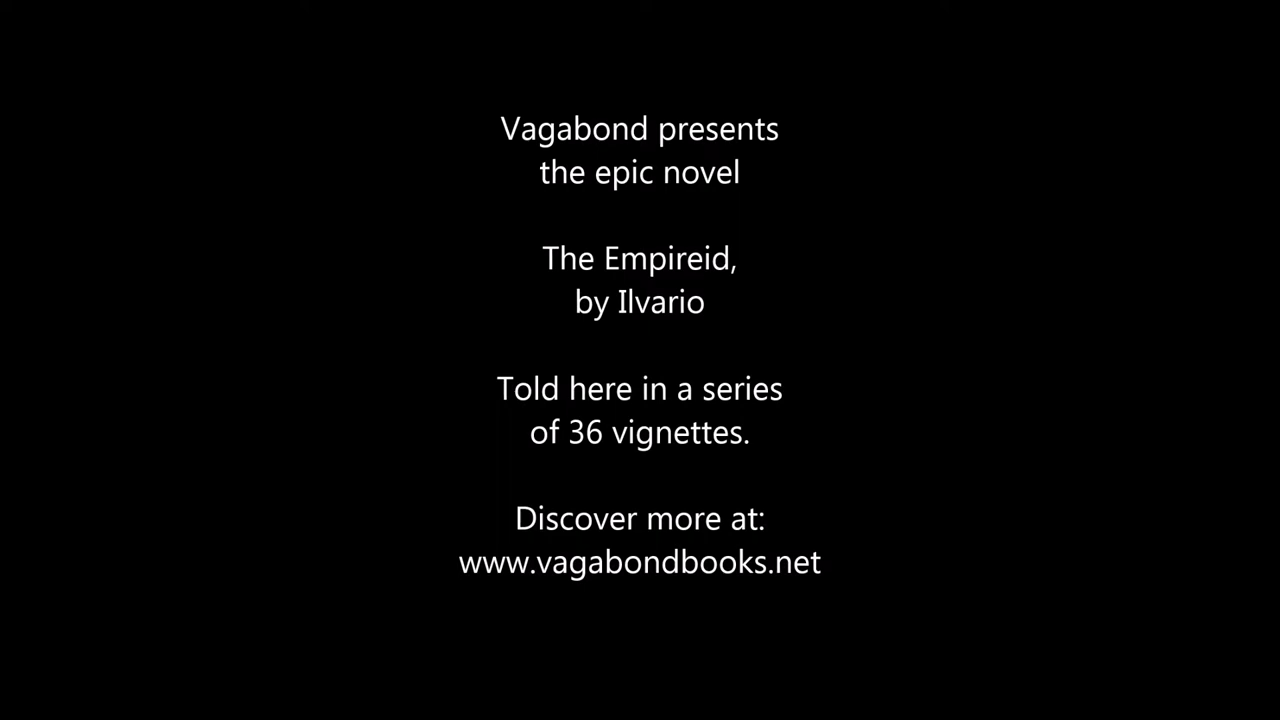 Vagabond presents
the epic novel
The Empireid,
by Ilvario
Told here in a series
of 36 vignettes.
Discover more at:
www.vagabondbooks.net